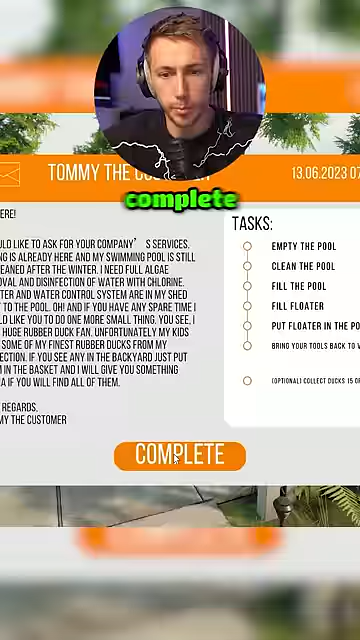 TOMMY THE
13.06.2023 07
complete
ERE!
ULD LIKE TO ASK FOR YOUR COMPANY' S SERVICES.
NG IS ALREADY HERE AND MY SWIMMING POOL IS STILL
EANED AFTER THE WINTER. I NEED FULL ALGAE
OVAL AND DISINFECTION OF WATER WITH CHLORINE.
TER AND WATER CONTROL SYSTEM ARE IN MY SHED
T TO THE POOL. OH! AND IF YOU HAVE ANY SPARE TIME I
LD LIKE YOU TO DO ONE MORE SMALL THING. YOU SEE, I
HUGE RUBBER DUCK FAN. UNFORTUNATELY MY KIDS
SOME OF MY FINEST RUBBER DUCKS FROM MY
ECTION. IF YOU SEE ANY IN THE BACKYARD JUST PUT
M IN THE BASKET AND I WILL GIVE YOU SOMETHING
A IF YOU WILL FIND ALL OF THEM.
REGARDS,
MY THE CUSTOMER
TASKS:
EMPTY THE POOL
CLEAN THE POOL
FILL THE POOL
FILL FLOATER
PUT FLOATER IN THE PO
BRING YOUR TOOLS BACK TO V
(OPTIONAL) COLLECT DUCKS 15 O
COMPLETE